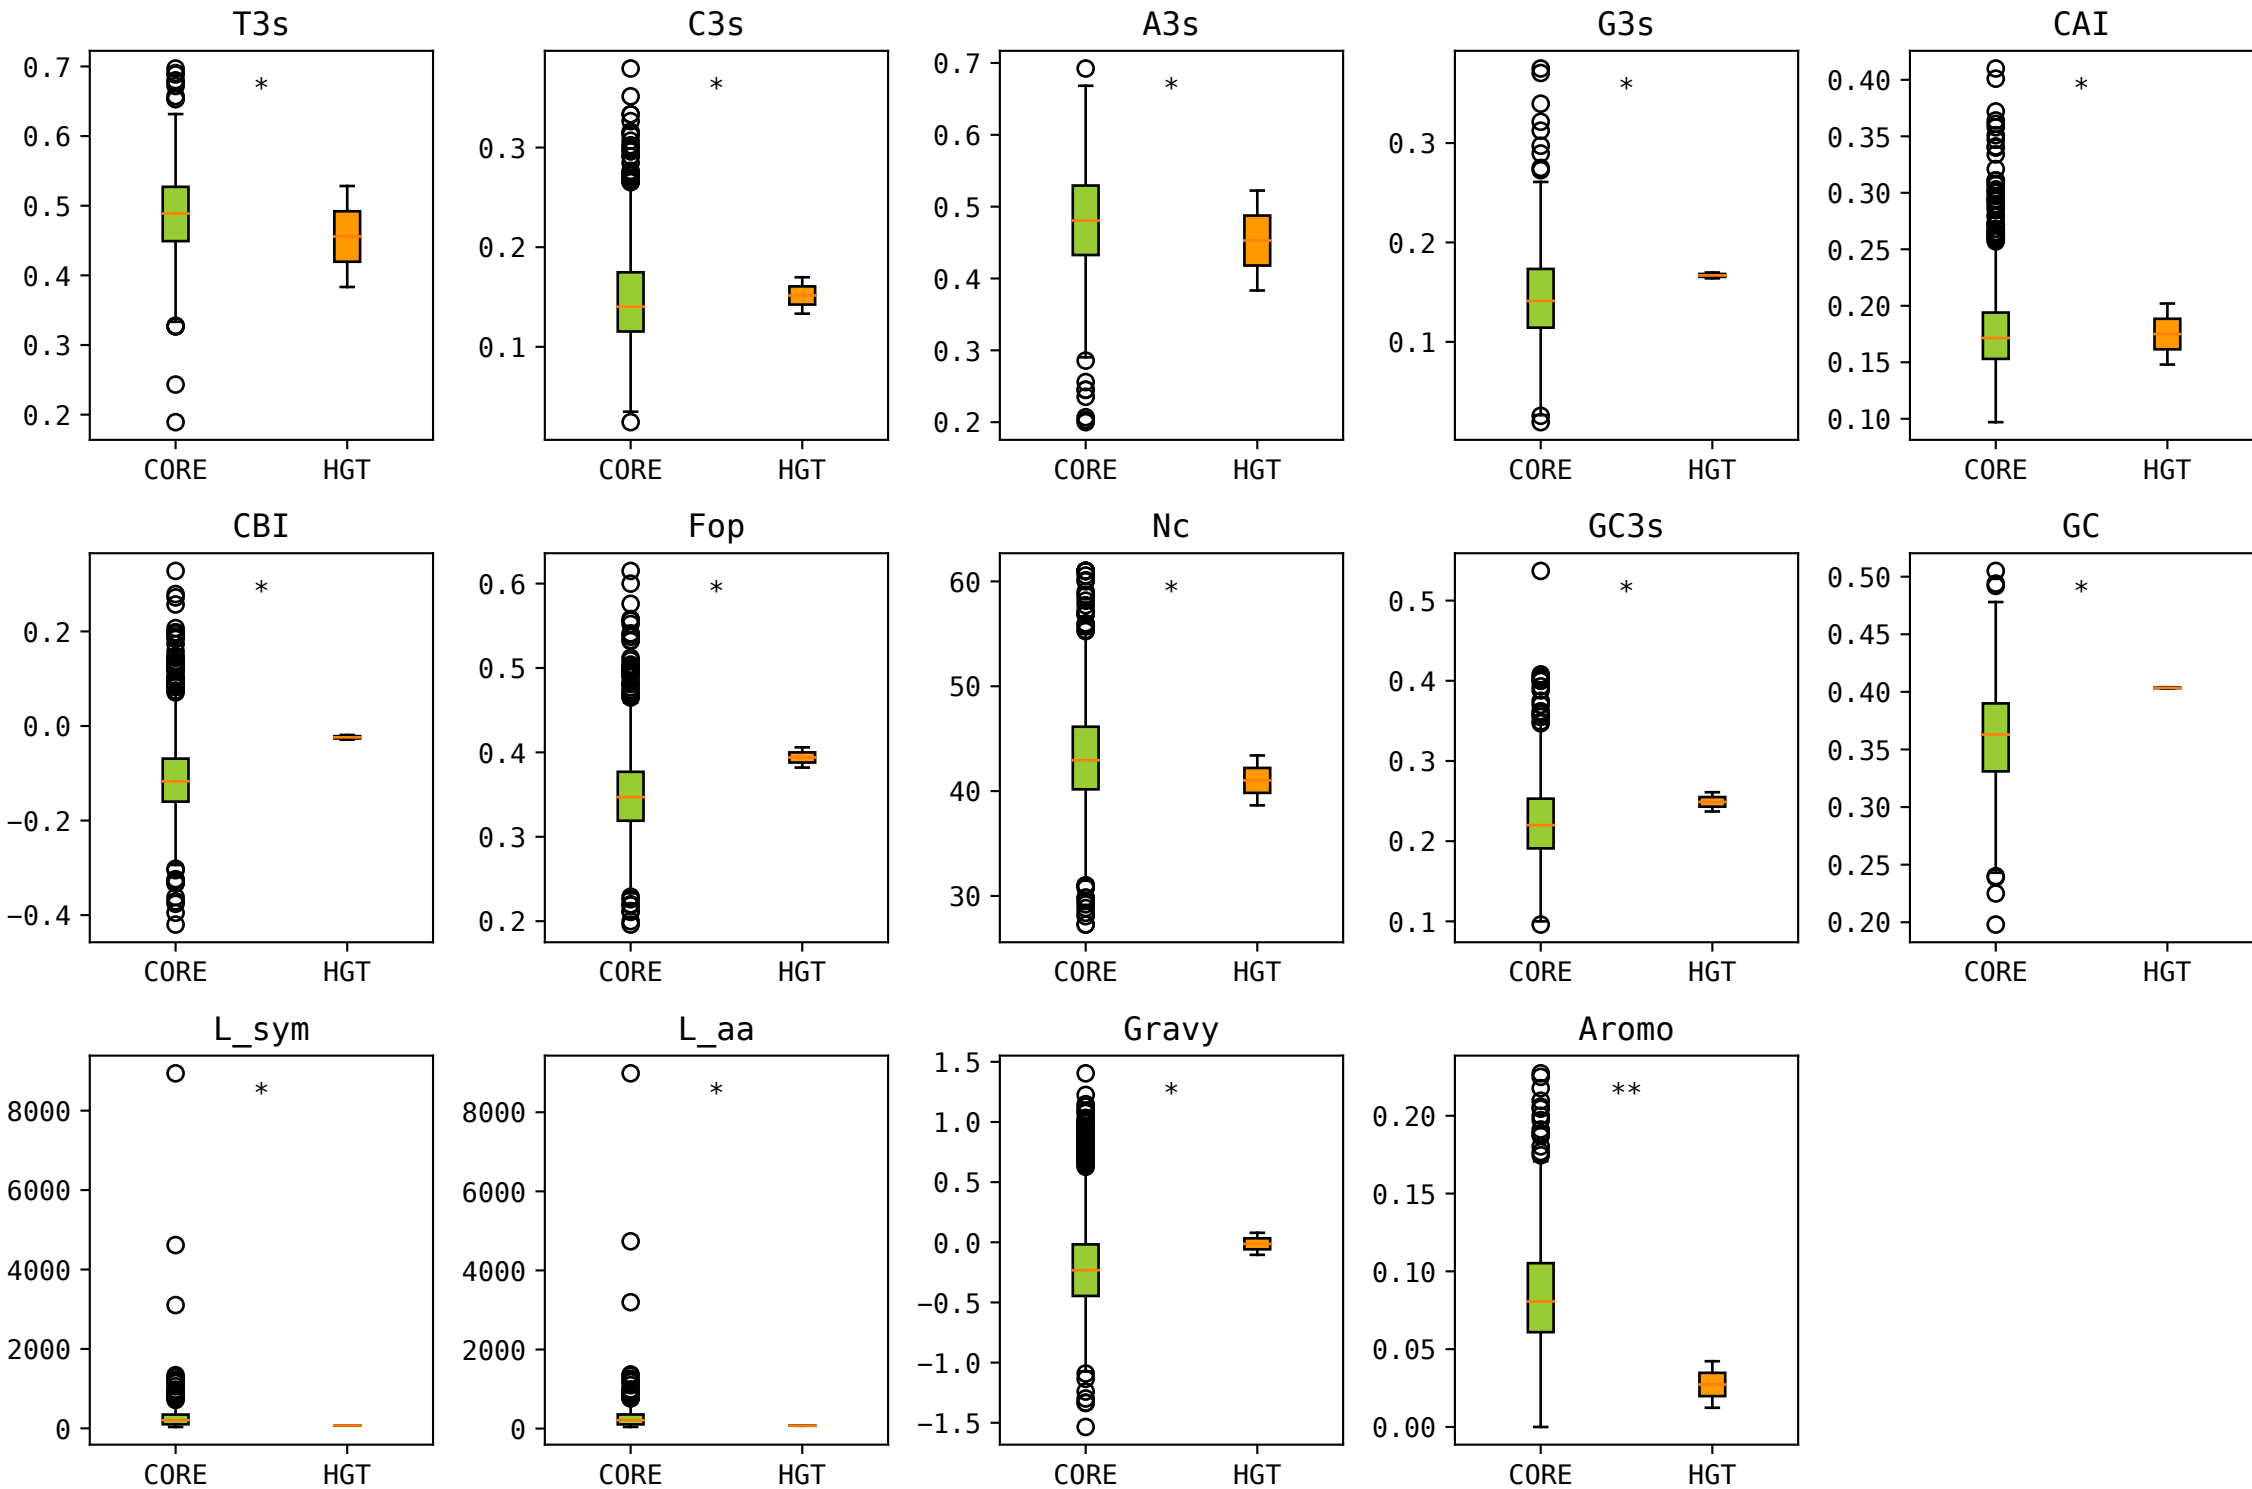 T3s
C3s
A3s
G3s
CAI
0.7
0.6
0.5
0.4
0.3
0.2
*
CORE
HGT
0.3
0.2
0.1
*
CORE
HGT
0.7
0.6
0.5
0.4
0.3
0.2
*
CORE
HGT
0.3
0.2
0.1
*
CORE
HGT
0.40
0.35
0.30
0.25
0.20
0.15
0.10
*
CORE
HGT
CBI
Fop
Nc
GC3s
GC
0.2
0.0
−0.2
−0.4
*
CORE
HGT
0.6
0.5
0.4
0.3
0.2
*
CORE
HGT
60
50
40
30
*
CORE
HGT
0.5
0.4
0.3
0.2
0.1
*
CORE
HGT
0.50
0.45
0.40
0.35
0.30
0.25
0.20
*
CORE
HGT
L_sym
L_aa
Gravy
Aromo
8000
6000
4000
2000
0
*
CORE
HGT
8000
6000
4000
2000
0
*
CORE
HGT
1.5
1.0
0.5
0.0
−0.5
−1.0
−1.5
*
CORE
HGT
0.20
0.15
0.10
0.05
0.00
**
CORE
HGT